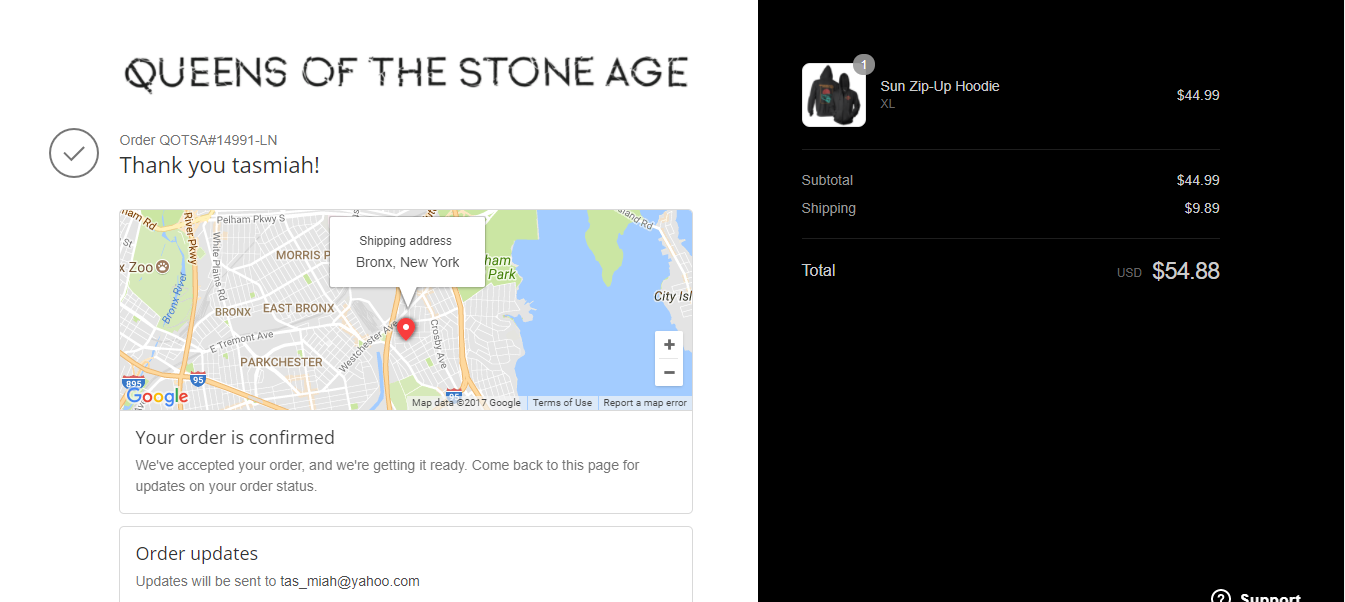 QUEENS OF THE STONE AGE
Order QOTSA#14991-LN
Thank you tasmiah!
Pelham Pkwy S
River Pkwy
White Plains Rd
x Zoo
Bronx River
MORRIS P
BRONX
EAST BRONX
E Tremont Ave
PARKCHESTER
Westchester Ave
Crosby Ave
ham
Park
City Isl
Shipping address
Bronx, New York
895
95
95
+
−
Google
Map data ©2017 Google
Terms of Use
Report a map error
Your order is confirmed
We've accepted your order, and we're getting it ready. Come back to this page for
updates on your order status.
Order updates
Updates will be sent to tas_miah@yahoo.com
1
Sun Zip-Up Hoodie
XL
$44.99
Subtotal $44.99
Shipping $9.89
Total USD $54.88
? Support